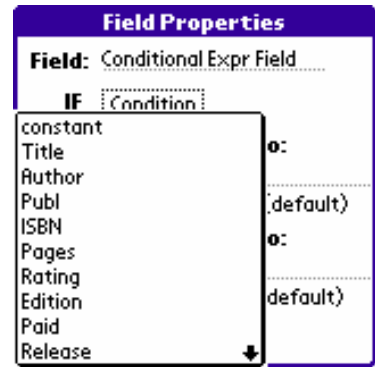 Field Properties
Field: Conditional Expr Field
IF Condition
constant
Title
Author
Publ
ISBN
Pages
Rating
Edition
Paid
Release
o:
(default)
o:
default)